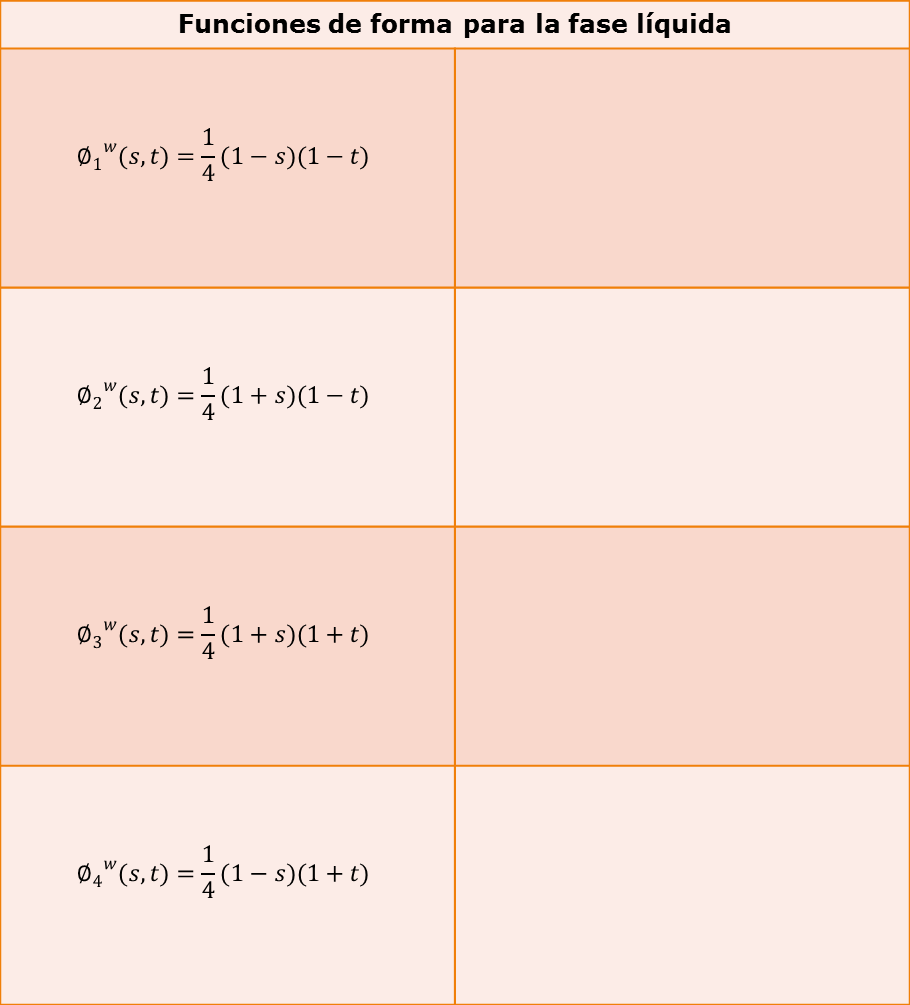 Funciones de forma para la fase líquida
∅₁ʷ(s, t) = 1/4 (1 − s)(1 − t)
∅₂ʷ(s, t) = 1/4 (1 + s)(1 − t)
∅₃ʷ(s, t) = 1/4 (1 + s)(1 + t)
∅₄ʷ(s, t) = 1/4 (1 − s)(1 + t)